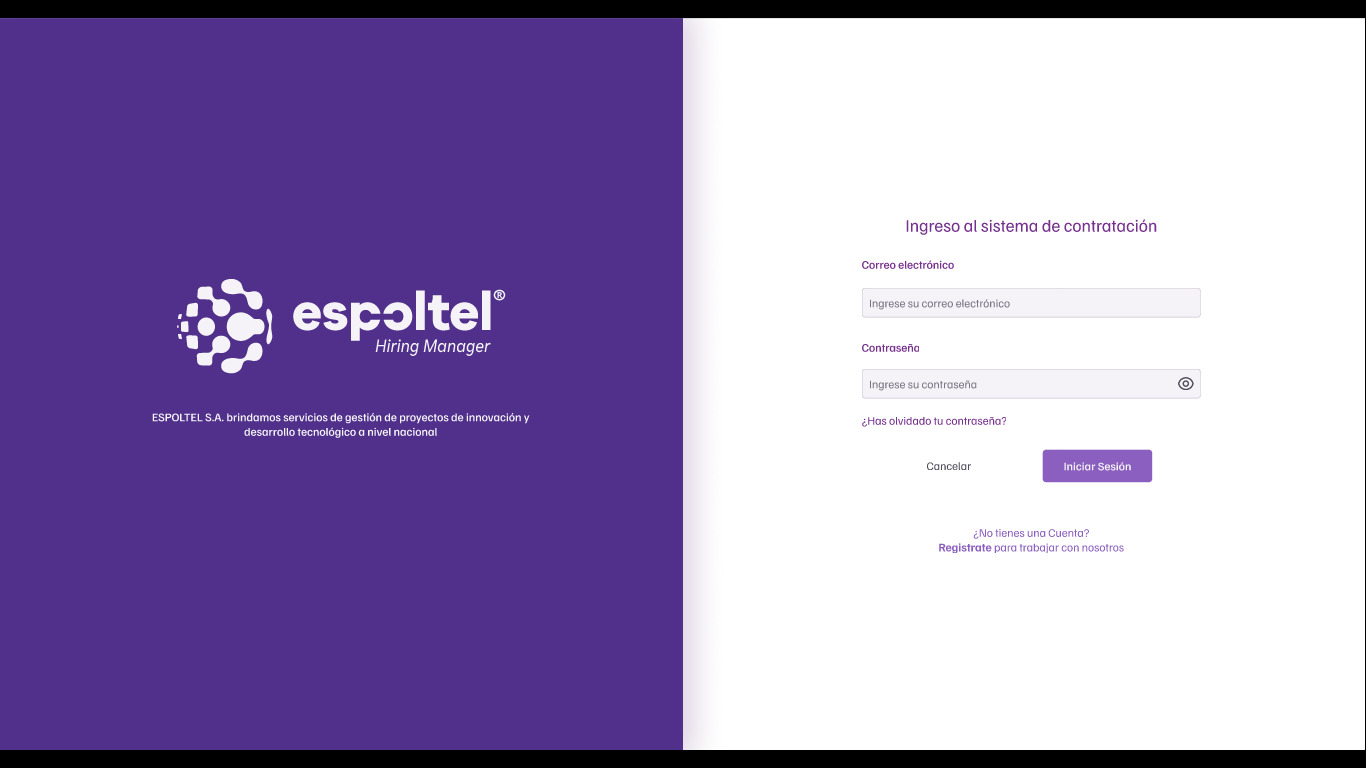 espoltel®
Hiring Manager
ESPOLTEL S.A. brindamos servicios de gestión de proyectos de innovación y
desarrollo tecnológico a nivel nacional
Ingreso al sistema de contratación
Correo electrónico
Ingrese su correo electrónico
Contraseña
Ingrese su contraseña
¿Has olvidado tu contraseña?
Cancelar
Iniciar Sesión
¿No tienes una Cuenta?
Registrate para trabajar con nosotros